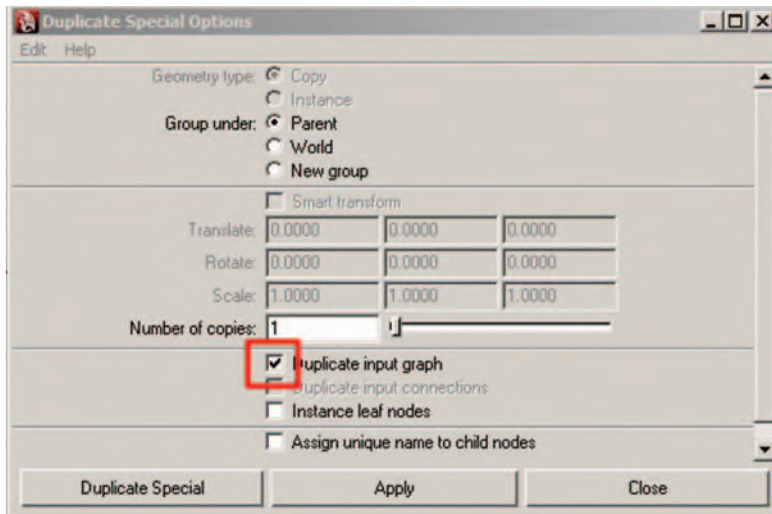 Duplicate Special Options
Edit Help
Geometry type: Copy
Instance
Group under: Parent
World
New group
Smart transform
Translate: 0.0000 0.0000 0.0000
Rotate: 0.0000 0.0000 0.0000
Scale: 1.0000 1.0000 1.0000
Number of copies: 1
Duplicate input graph
Duplicate input connections
Instance leaf nodes
Assign unique name to child nodes
Duplicate Special Apply Close